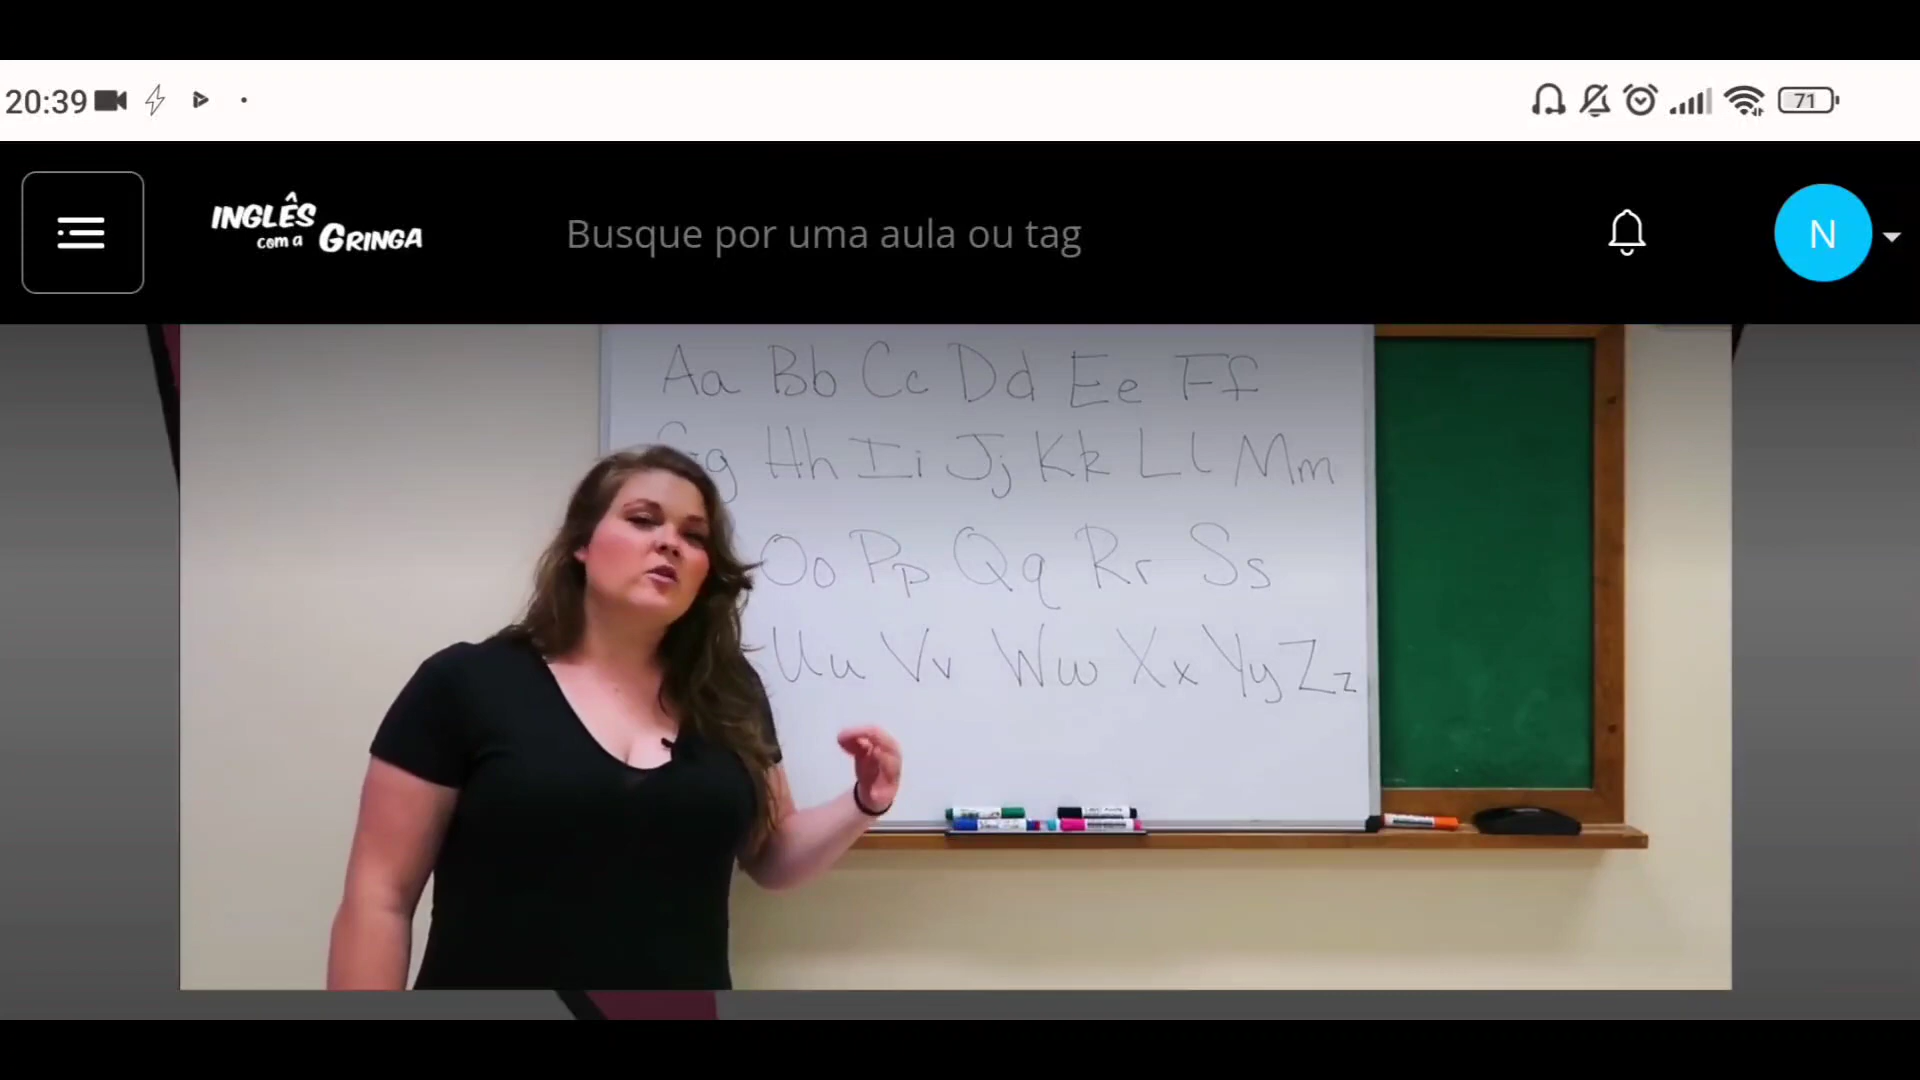 20:39
71
INGLÊS
com a GRINGA
Busque por uma aula ou tag
N
Aa Bb Cc Dd Ee Ff
Gg Hh Ii Jj Kk Ll Mm
Oo Pp Qq Rr Ss
Uu Vv Ww Xx Yy Zz